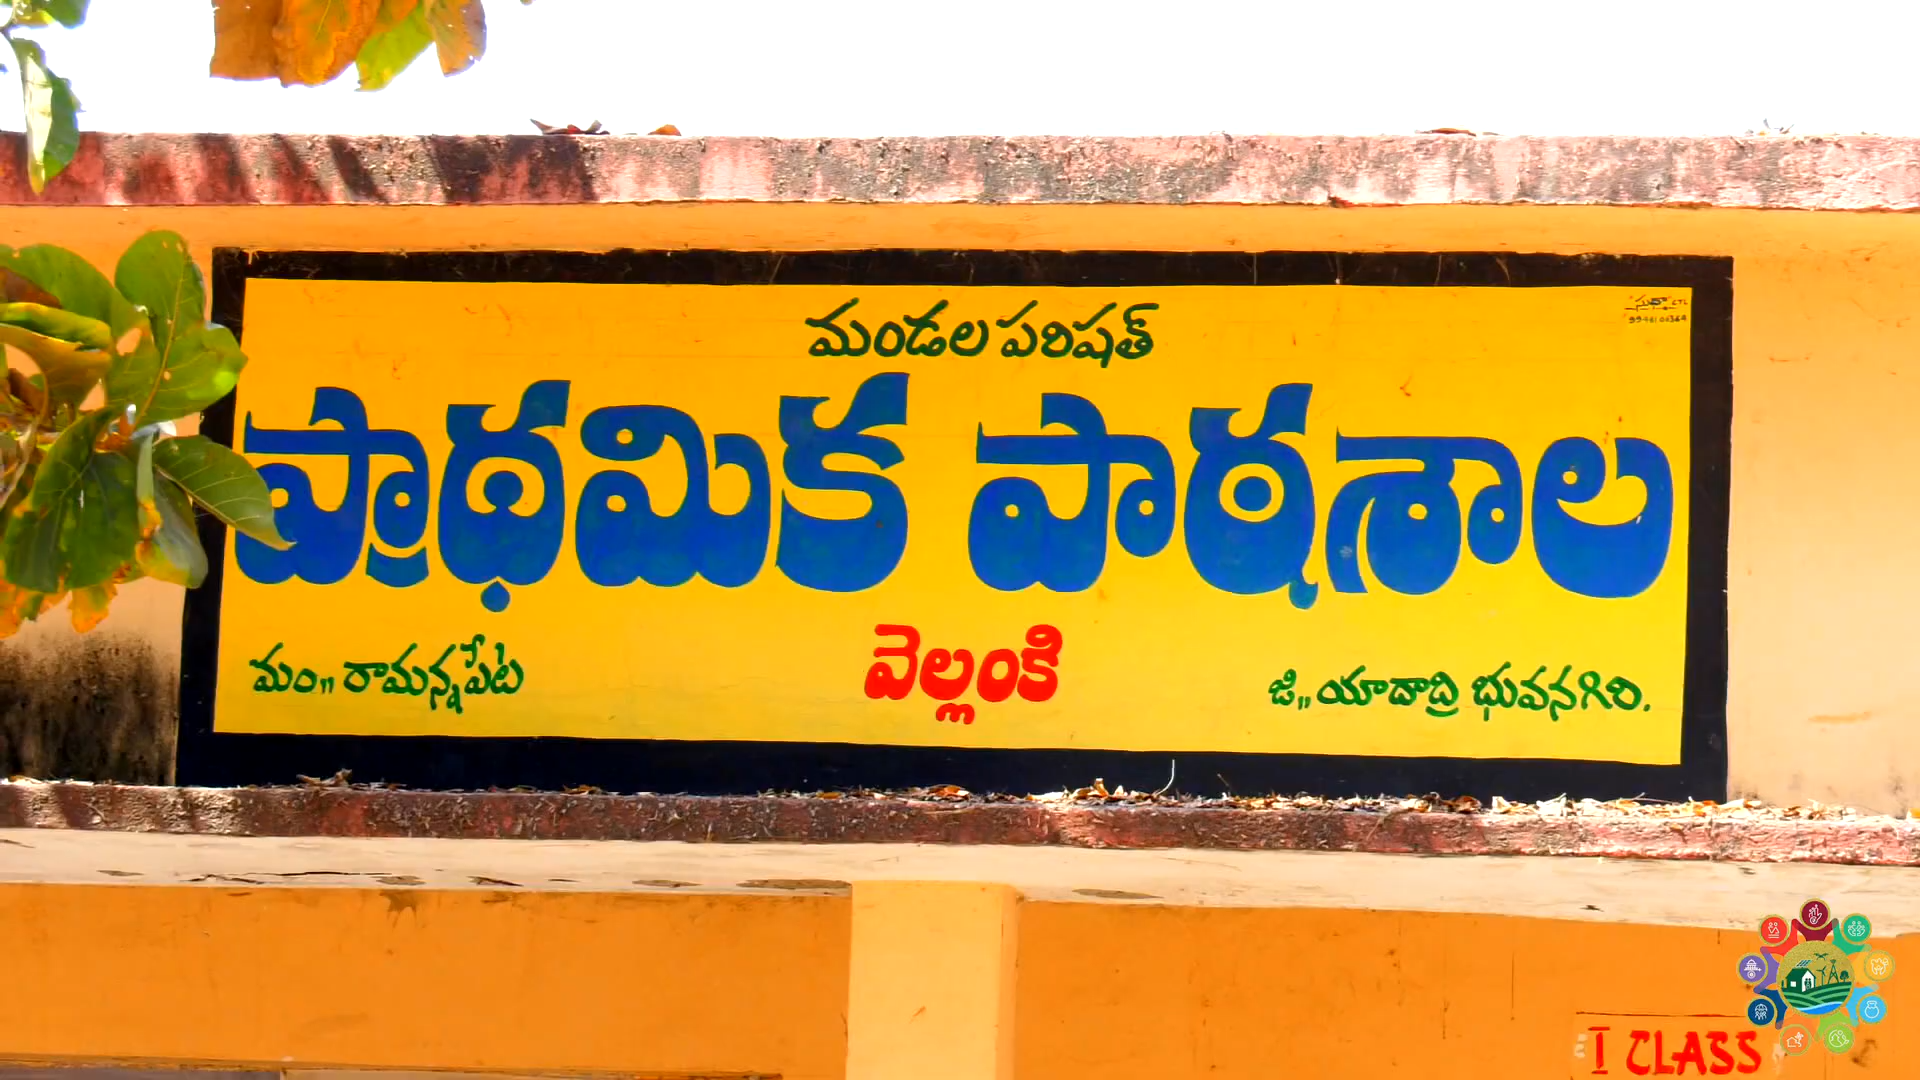 మండల పరిషత్
ప్రాథమిక పాఠశాల
మం,, రామన్నపేట వెల్లంకి జి,, యాదాద్రి భువనగిరి.
I CLASS